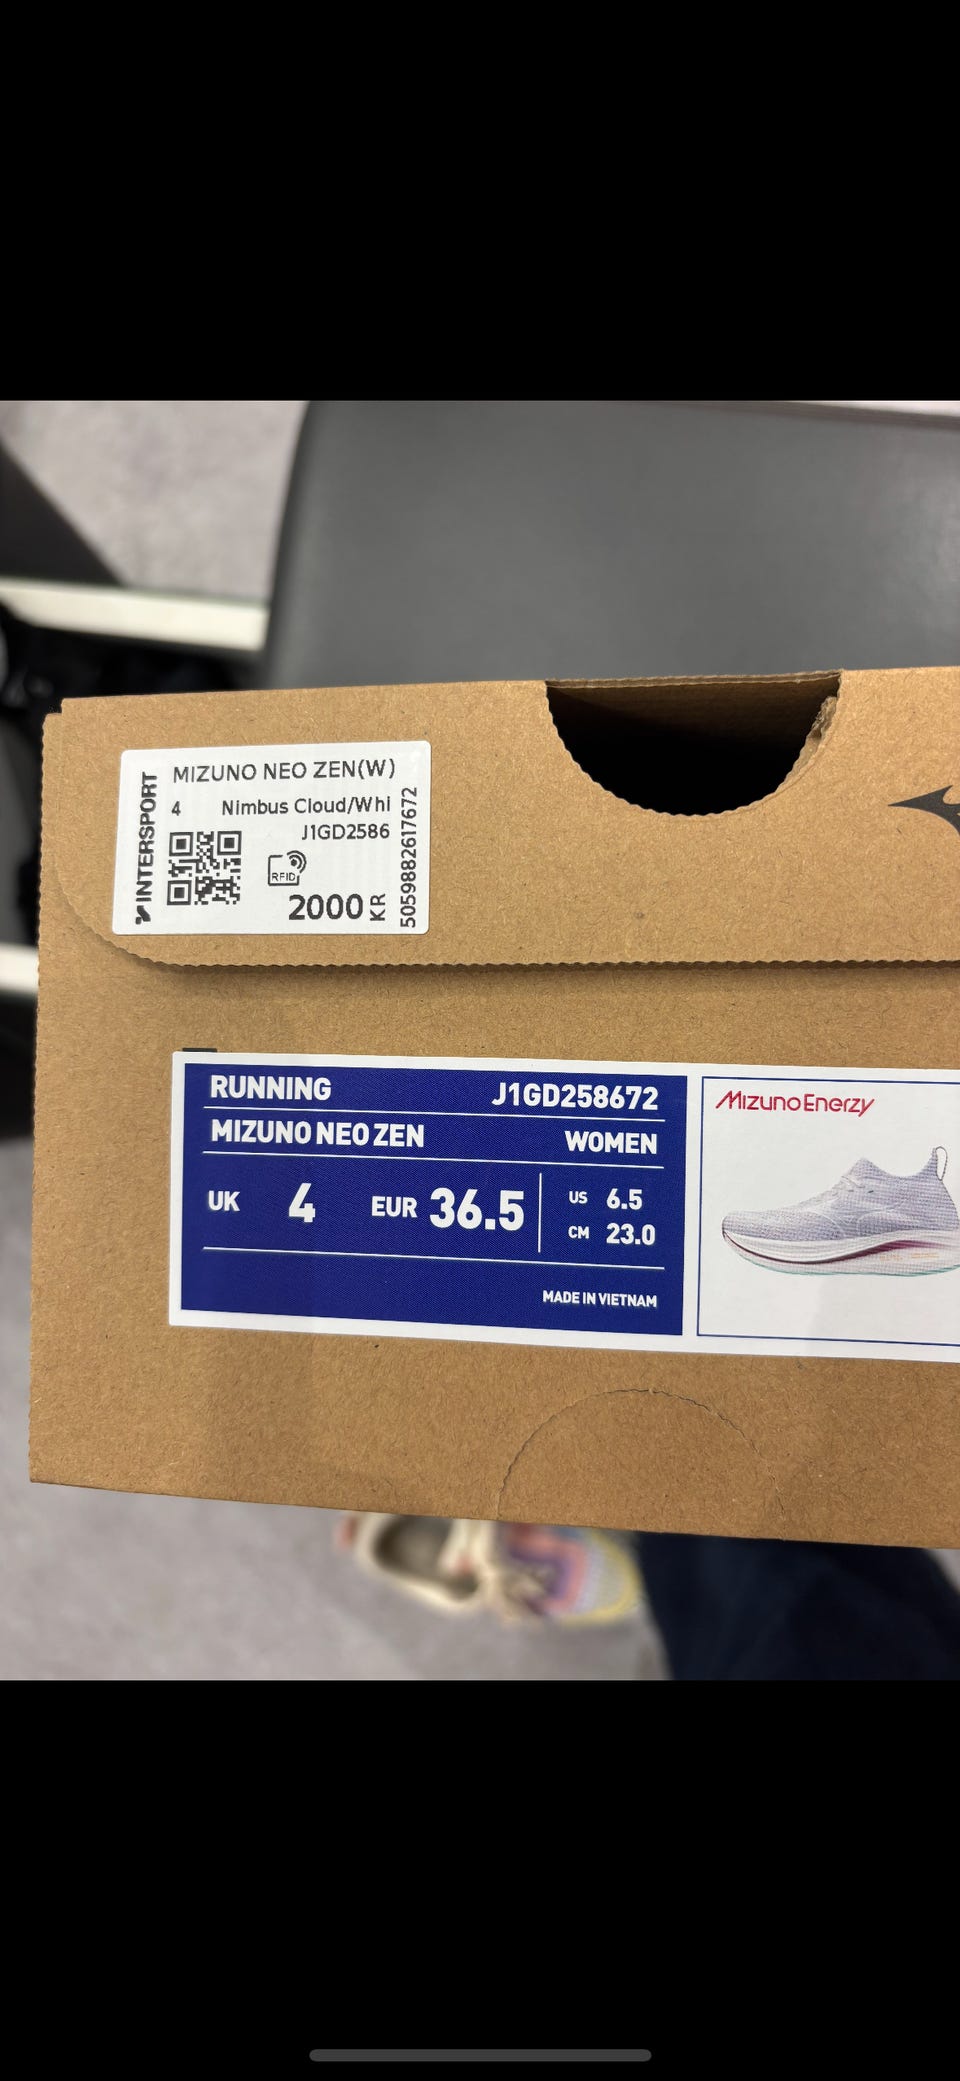 INTERSPORT
MIZUNO NEO ZEN(W)
4 Nimbus Cloud/Whi
J1GD2586
RFID
2000 KR
5059882617672
RUNNING J1GD258672
MIZUNO NEO ZEN WOMEN
UK 4 EUR 36.5 US 6.5
CM 23.0
MADE IN VIETNAM
MizunoEnerzy